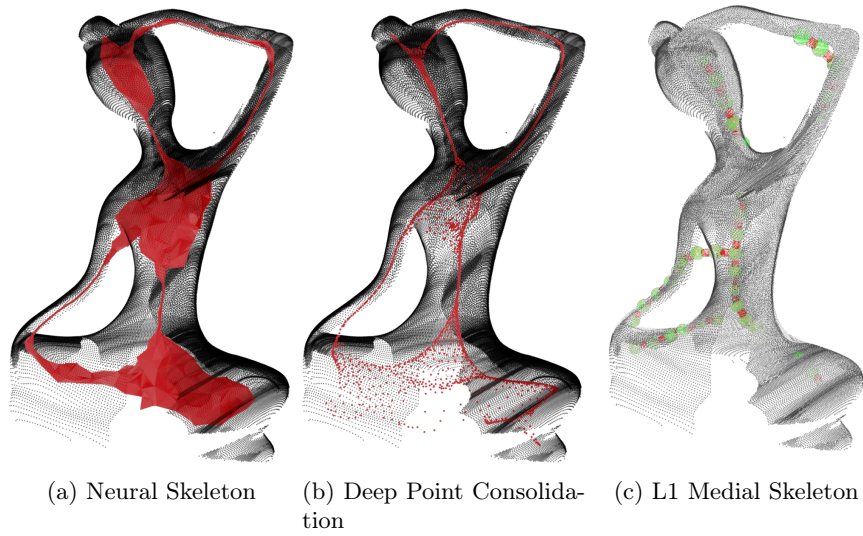 (a) Neural Skeleton
(b) Deep Point Consolida-
tion
(c) L1 Medial Skeleton